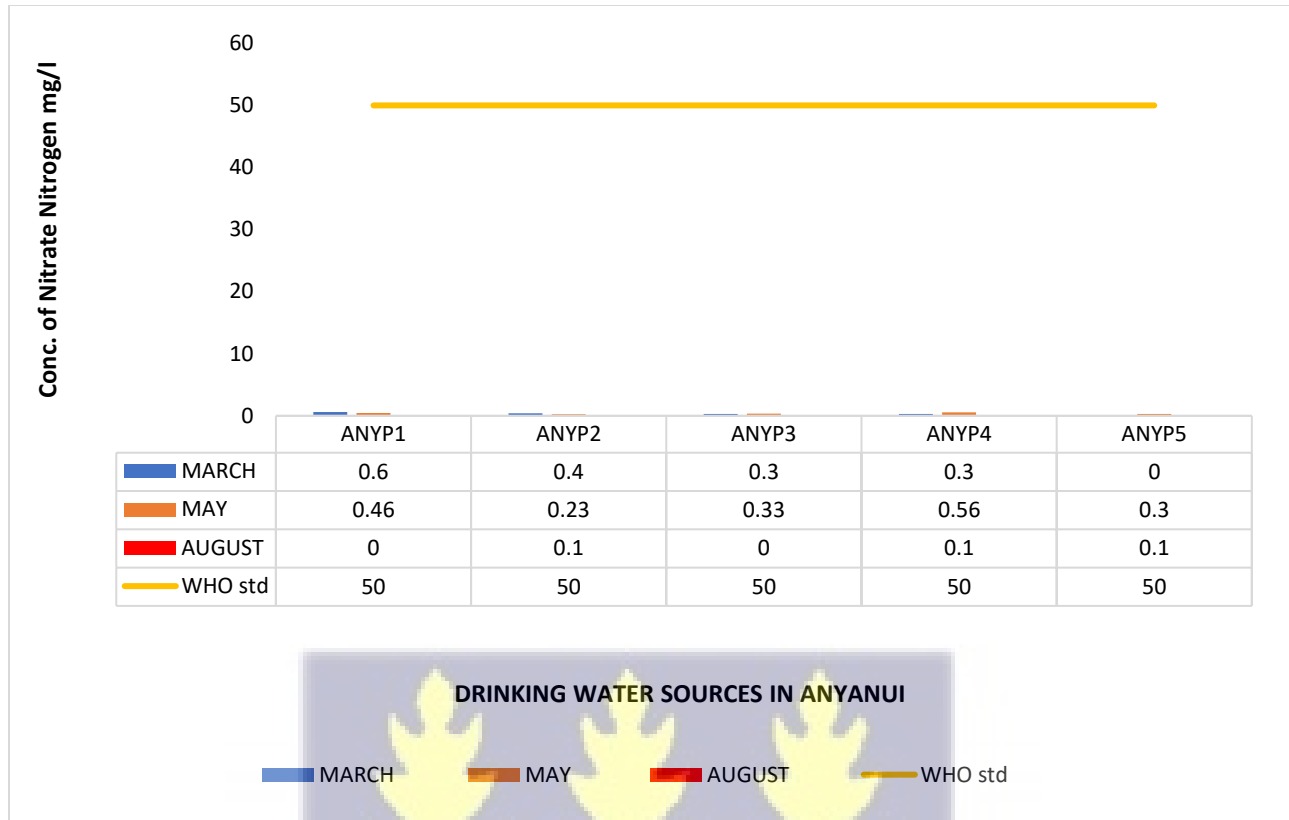 Conc. of Nitrate Nitrogen mg/l
60
50
40
30
20
10
0
ANYP1 ANYP2 ANYP3 ANYP4 ANYP5
MARCH 0.6 0.4 0.3 0.3 0
MAY 0.46 0.23 0.33 0.56 0.3
AUGUST 0 0.1 0 0.1 0.1
WHO std 50 50 50 50 50
DRINKING WATER SOURCES IN ANYANUI
MARCH MAY AUGUST WHO std